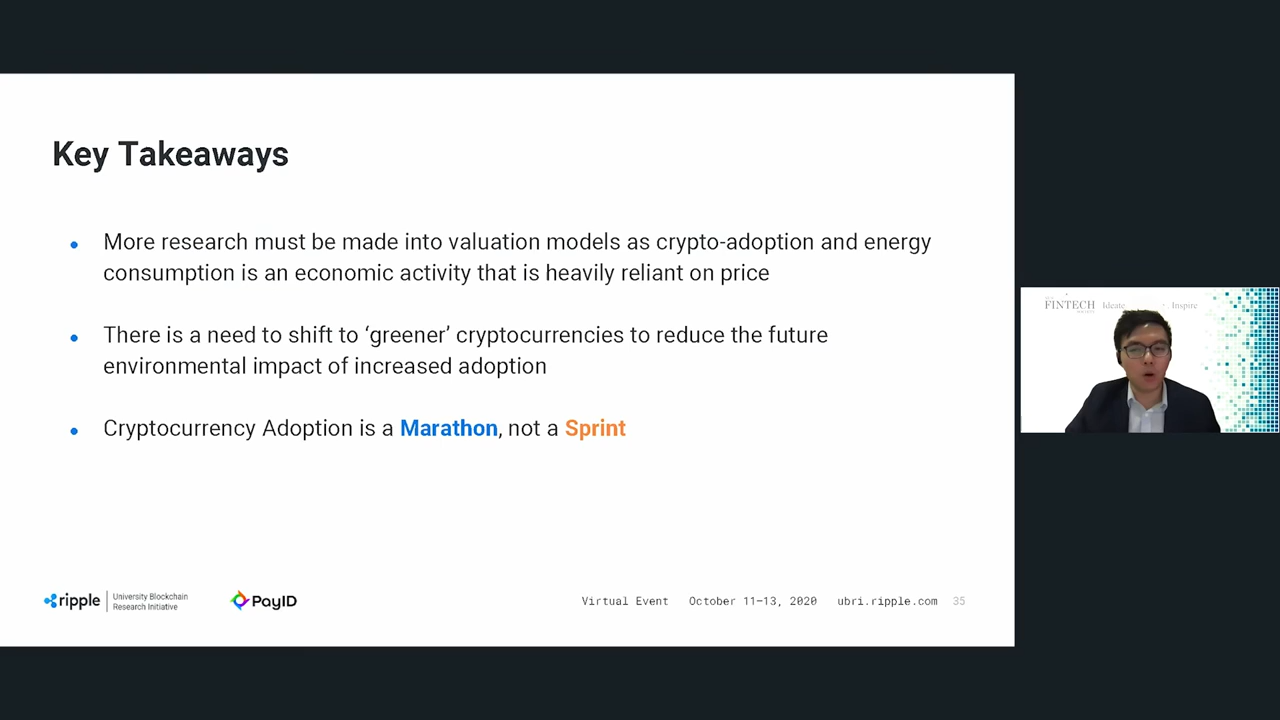 Key Takeaways
More research must be made into valuation models as crypto-adoption and energy
consumption is an economic activity that is heavily reliant on price
There is a need to shift to ‘greener’ cryptocurrencies to reduce the future
environmental impact of increased adoption
Cryptocurrency Adoption is a Marathon, not a Sprint
ripple
University Blockchain
Research Initiative
PayID
Virtual Event October 11–13, 2020 ubri.ripple.com 35
FINTECH
Ideate Inspire